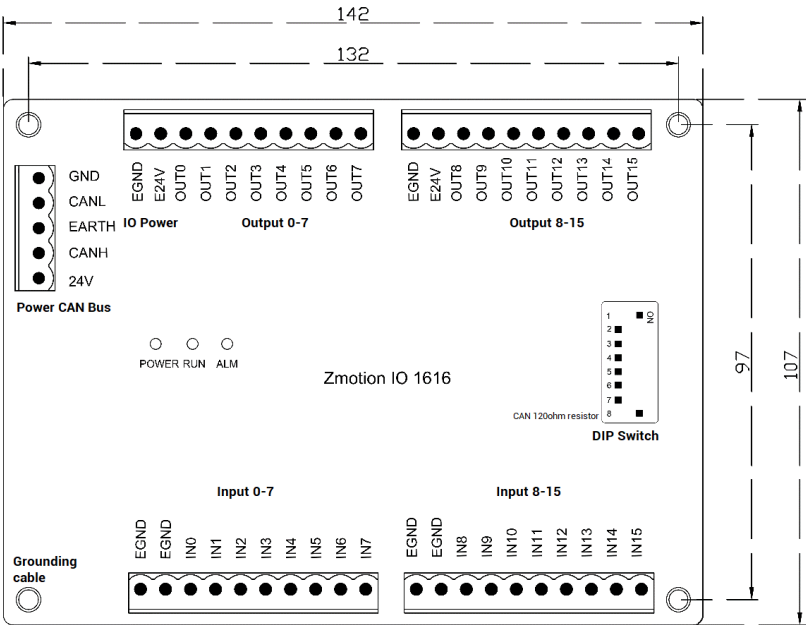 142
132
GND
CANL
EARTH
CANH
24V
Power CAN Bus
EGND
E24V
OUT0
OUT1
OUT2
OUT3
OUT4
OUT5
OUT6
OUT7
IO Power
Output 0-7
EGND
E24V
OUT8
OUT9
OUT10
OUT11
OUT12
OUT13
OUT14
OUT15
Output 8-15
POWER RUN ALM
Zmotion IO 1616
1
2
3
4
5
6
7
8
NO
CAN 120ohm resistor
DIP Switch
97
107
Input 0-7
Input 8-15
EGND
EGND
IN0
IN1
IN2
IN3
IN4
IN5
IN6
IN7
EGND
EGND
IN8
IN9
IN10
IN11
IN12
IN13
IN14
IN15
Grounding
cable